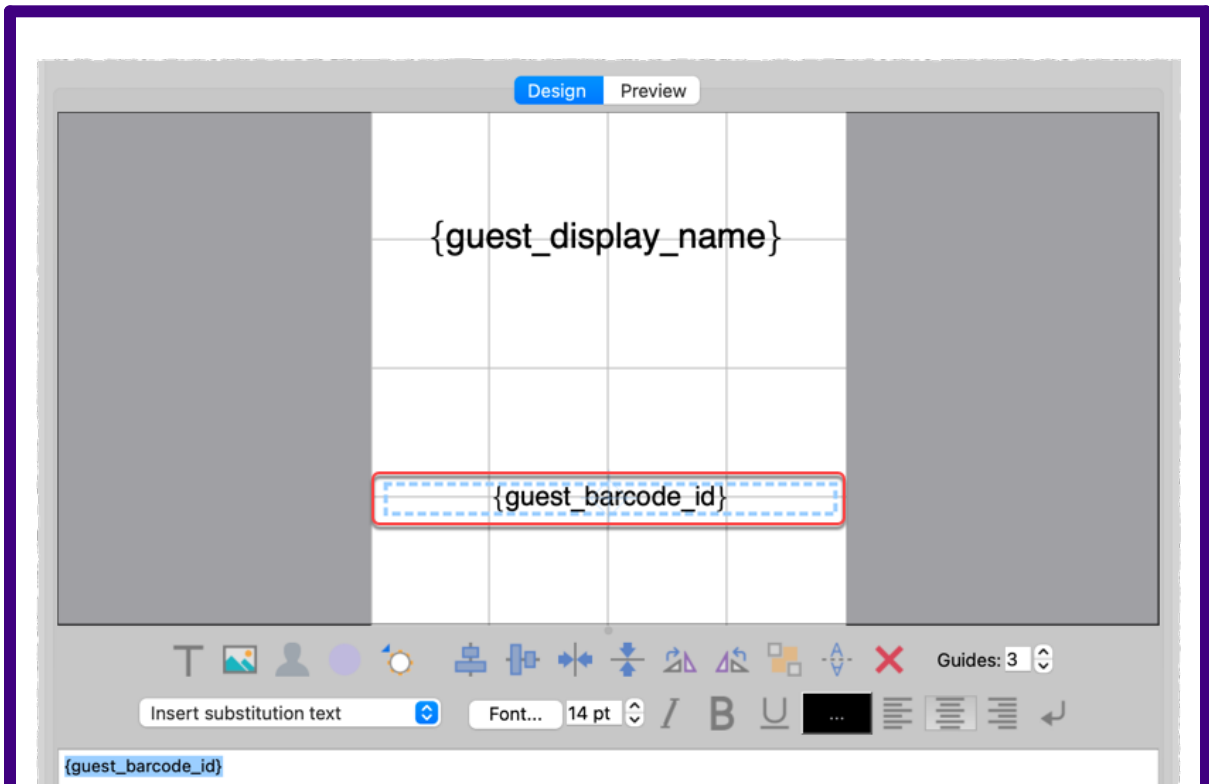 Design Preview
{guest_display_name}
{guest_barcode_id}
Guides: 3
Insert substitution text Font... 14 pt I B U ...
{guest_barcode_id}